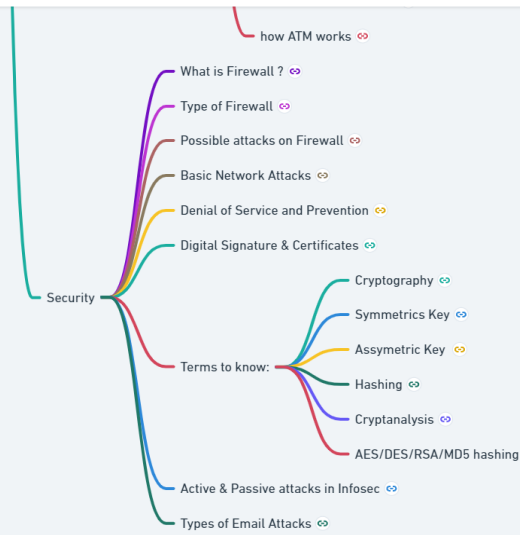 how ATM works
What is Firewall ?
Type of Firewall
Possible attacks on Firewall
Basic Network Attacks
Denial of Service and Prevention
Digital Signature & Certificates
Cryptography
Symmetrics Key
Assymetric Key
Security
Terms to know:
Hashing
Cryptanalysis
AES/DES/RSA/MD5 hashing
Active & Passive attacks in Infosec
Types of Email Attacks